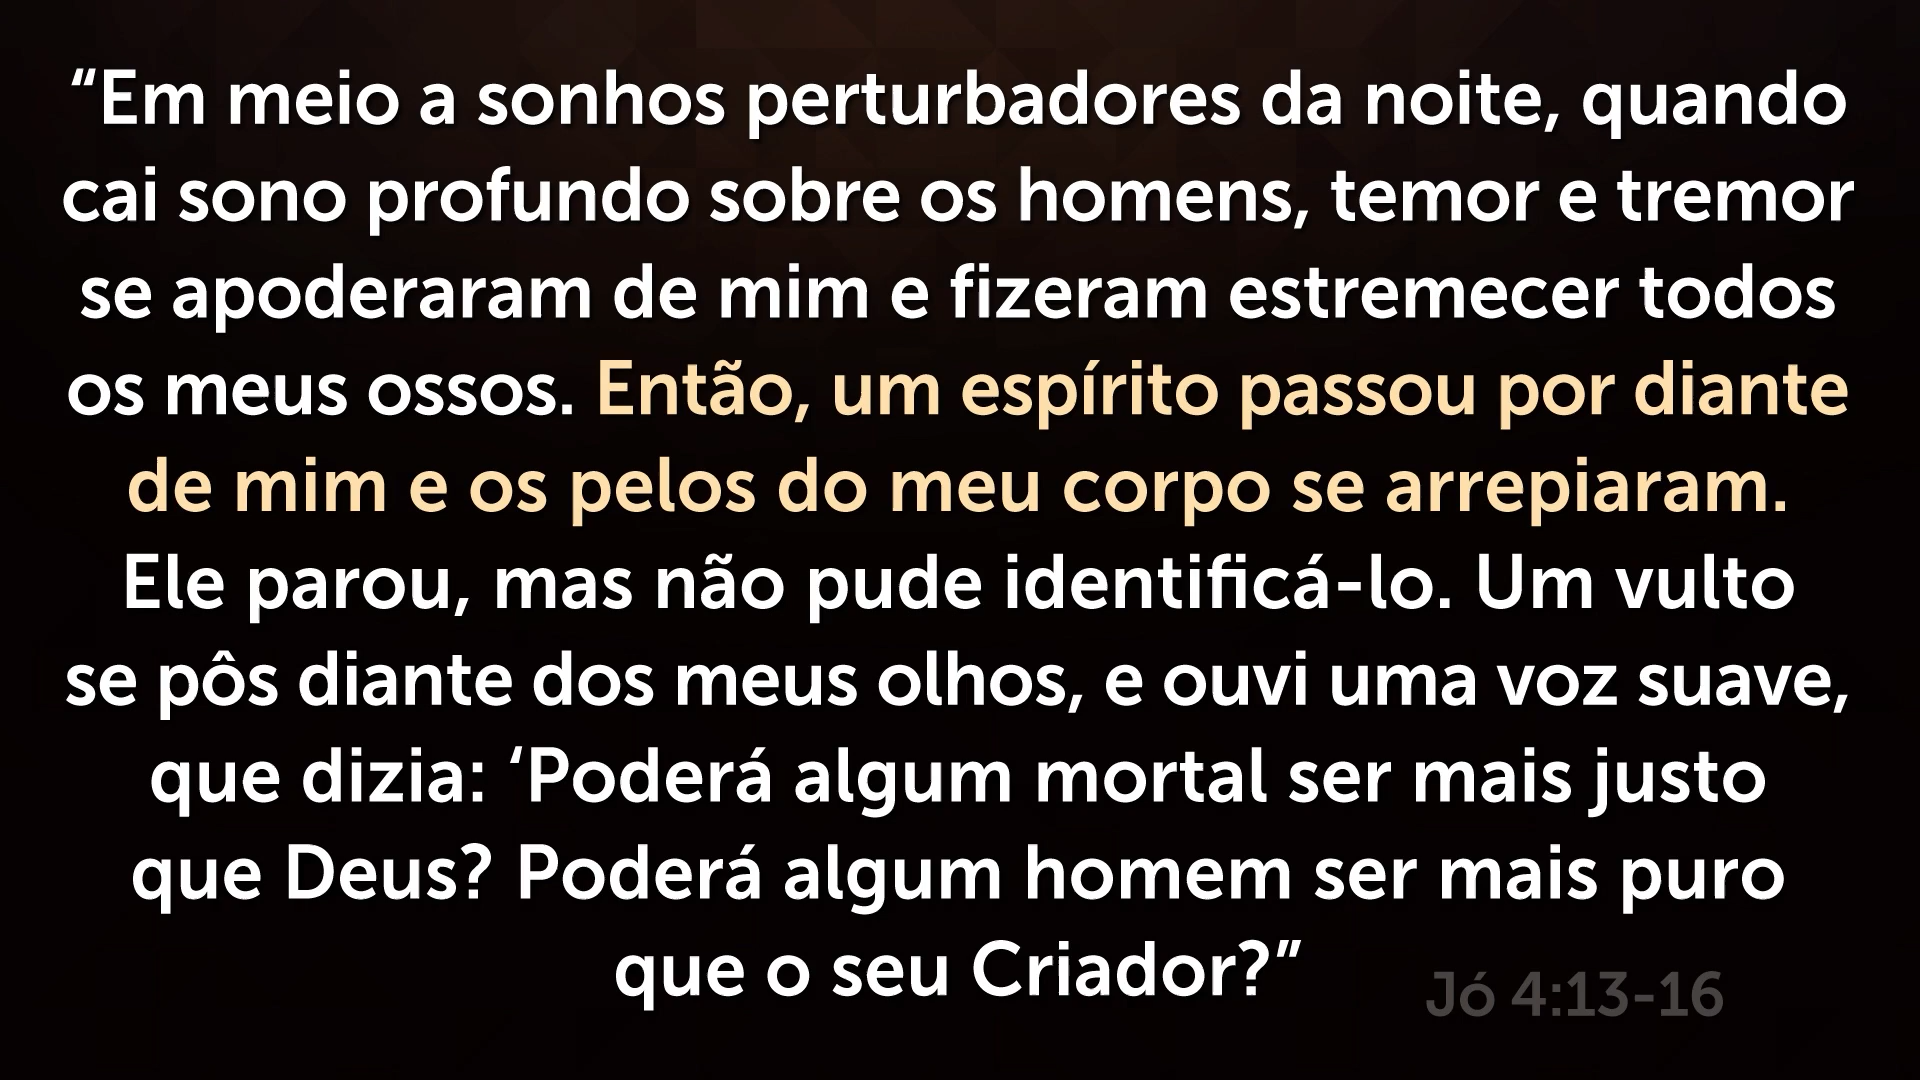 “Em meio a sonhos perturbadores da noite, quando
cai sono profundo sobre os homens, temor e tremor
se apoderaram de mim e fizeram estremecer todos
os meus ossos. Então, um espírito passou por diante
de mim e os pelos do meu corpo se arrepiaram.
Ele parou, mas não pude identificá-lo. Um vulto
se pôs diante dos meus olhos, e ouvi uma voz suave,
que dizia: ‘Poderá algum mortal ser mais justo
que Deus? Poderá algum homem ser mais puro
que o seu Criador?”
Jó 4:13-16